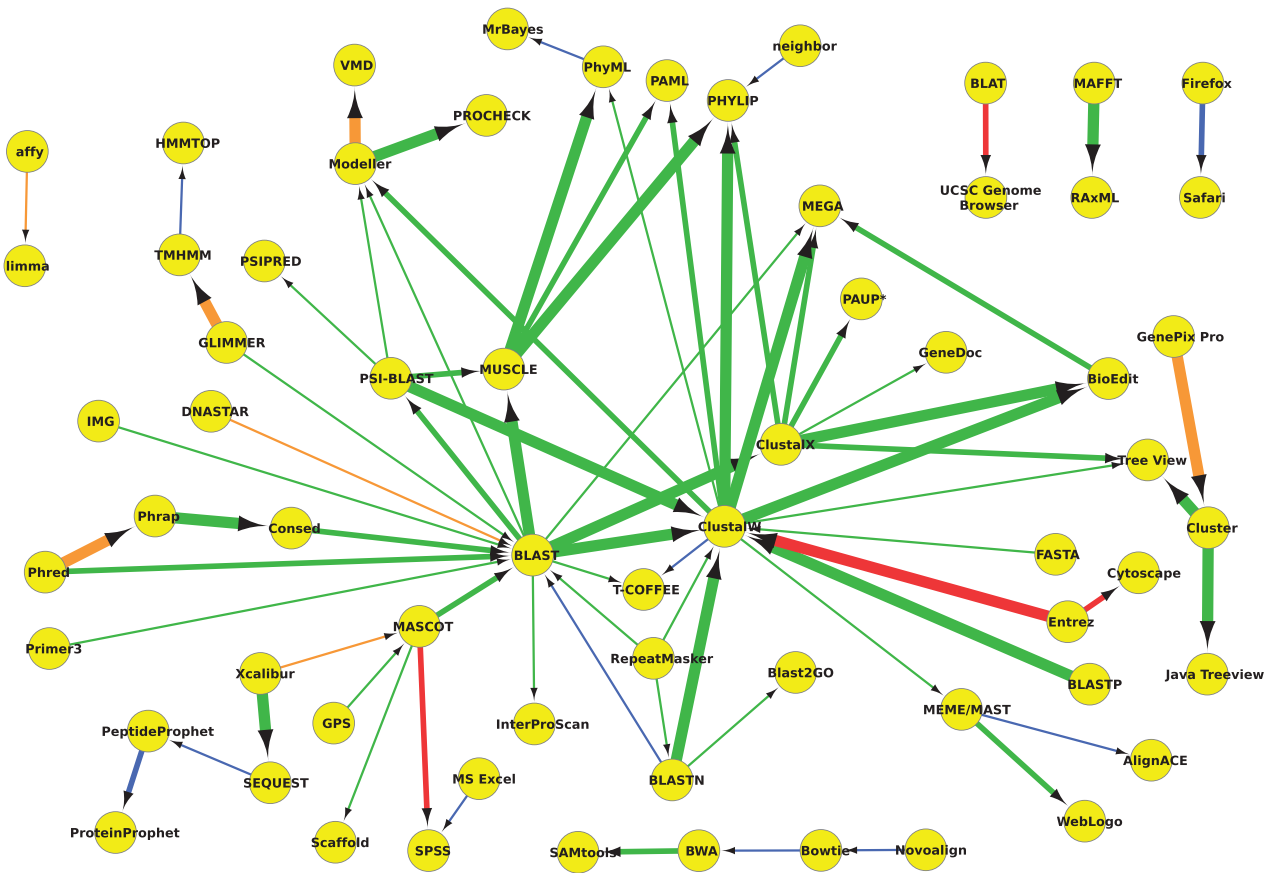 MrBayes
neighbor
VMD
PhyML
PAML
BLAT
MAFFT
Firefox
PHYLIP
PROCHECK
HMMTOP
affy
Modeller
UCSC Genome
Browser
RAxML
Safari
MEGA
TMHMM
PSIPRED
limma
PAUP*
GenePix Pro
GLIMMER
GeneDoc
MUSCLE
PSI-BLAST
BioEdit
DNASTAR
IMG
ClustalX
Tree View
Phrap
Consed
ClustalW
Cluster
BLAST
FASTA
Phred
Cytoscape
T-COFFEE
Entrez
MASCOT
Primer3
RepeatMasker
Xcalibur
Blast2GO
Java Treeview
BLASTP
MEME/MAST
GPS
InterProScan
PeptideProphet
AlignACE
MS Excel
BLASTN
SEQUEST
WebLogo
ProteinProphet
Scaffold
SPSS
SAMtools
BWA
Bowtie
Novoalign